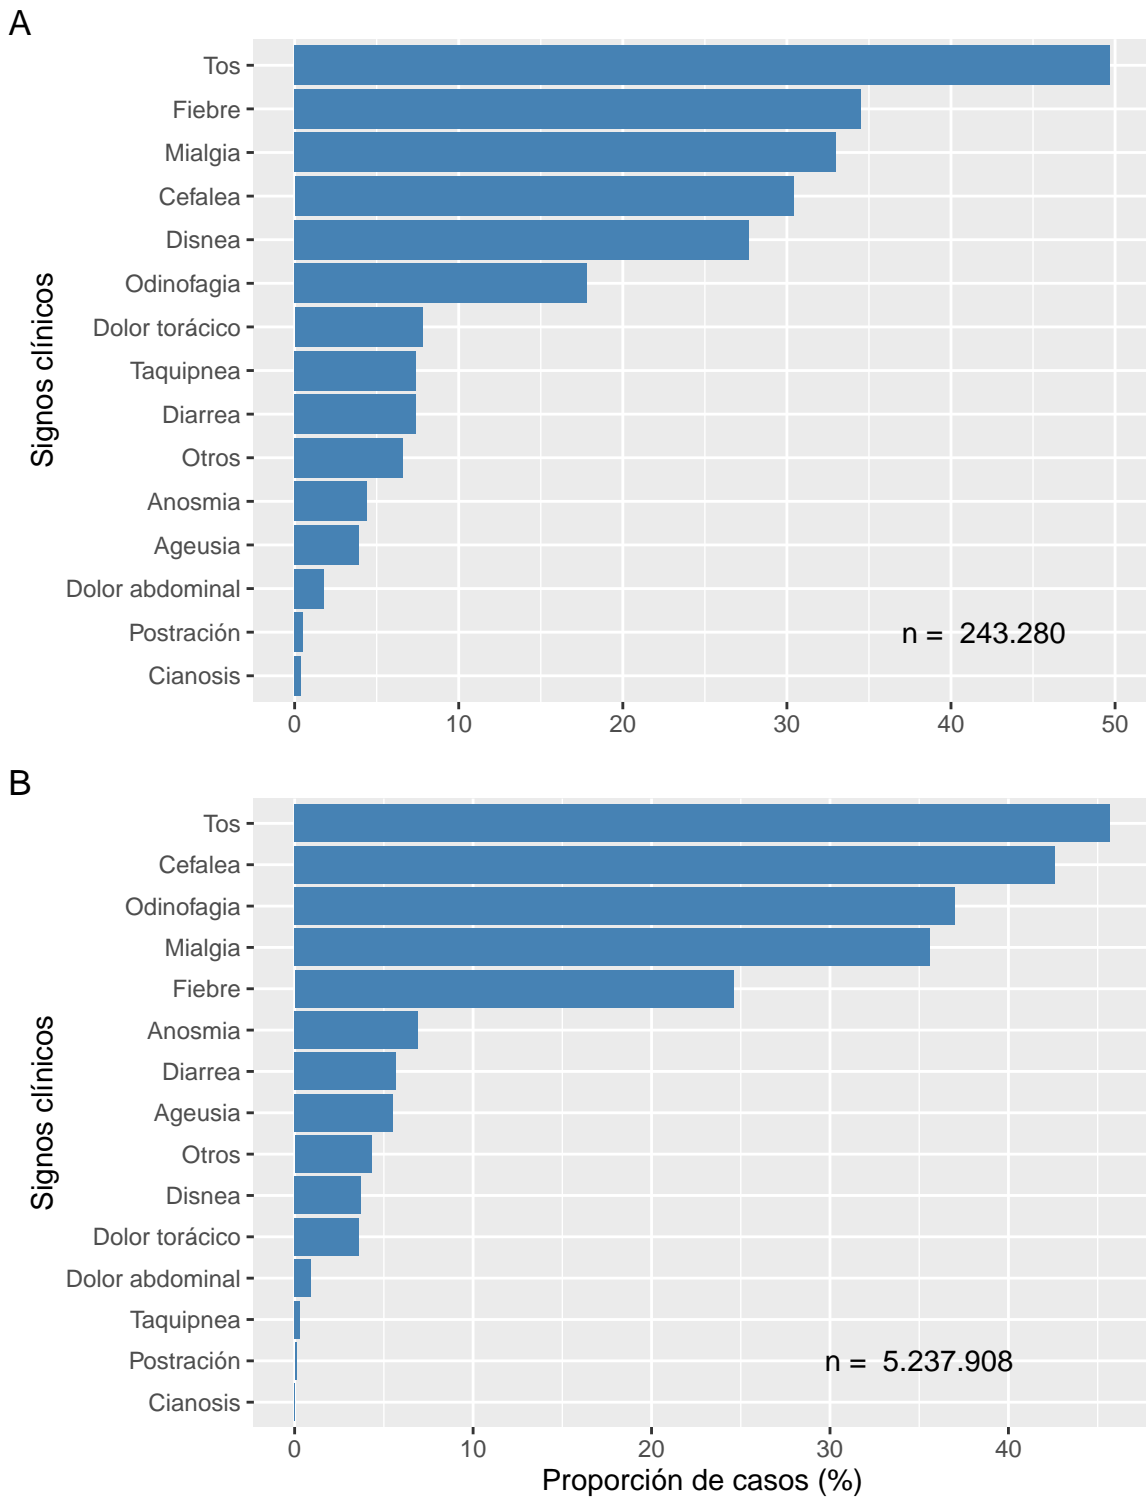 A
Tos
Fiebre
Mialgia
Cefalea
Disnea
Odinofagia
Dolor torácico
Taquipnea
Diarrea
Otros
Anosmia
Ageusia
Dolor abdominal
Postración
Cianosis
Signos clínicos
n =  243.280
0 10 20 30 40 50
B
Tos
Cefalea
Odinofagia
Mialgia
Fiebre
Anosmia
Diarrea
Ageusia
Otros
Disnea
Dolor torácico
Dolor abdominal
Taquipnea
Postración
Cianosis
Signos clínicos
n =  5.237.908
0 10 20 30 40
Proporción de casos (%)